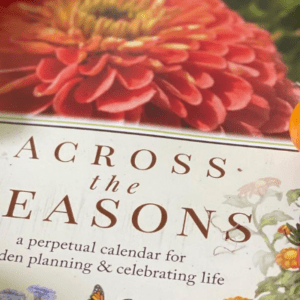 ACROSS
the
EASONS
a perpetual calendar for
den planning & celebrating life